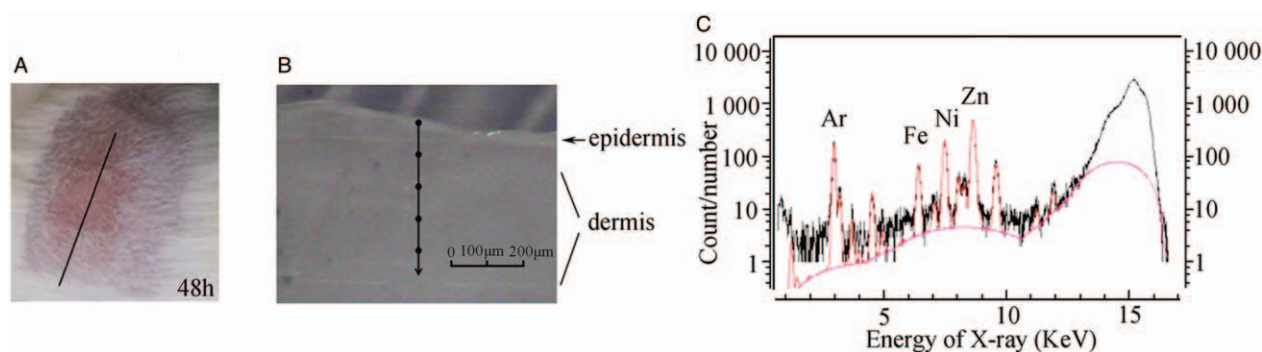 A
48h
B
epidermis
dermis
0 100μm 200μm
C
10 000
1 000
100
10
1
Count/number
Ar
Fe
Ni
Zn
10 000
1 000
100
10
1
5
10
15
Energy of X-ray (KeV)